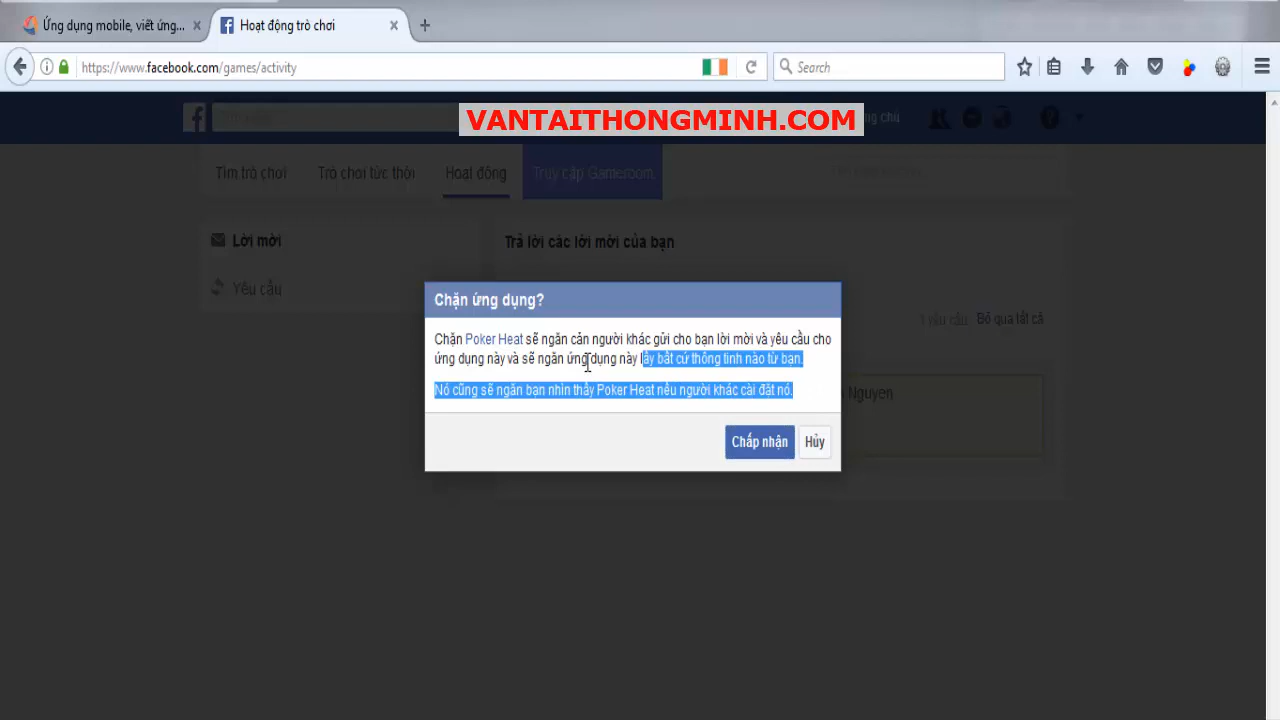 Ứng dụng mobile, viết ứng...
Hoạt động trò chơi
https://www.facebook.com/games/activity
Search
VANTAITHONGMINH.COM
chủ
Tìm trò chơi
Trò chơi tức thời
Hoạt động
Truy cập Gameroom
Lời mời
Trả lời các lời mời của bạn
Yêu cầu
1 yêu cầu
Bỏ qua tất cả
Nguyen
Chặn ứng dụng?
Chặn Poker Heat sẽ ngăn cản người khác gửi cho bạn lời mời và yêu cầu cho
ứng dụng này và sẽ ngăn ứng dụng này lấy bất cứ thông tinh nào từ bạn.
Nó cũng sẽ ngăn bạn nhìn thấy Poker Heat nếu người khác cài đặt nó.
Chấp nhận
Hủy